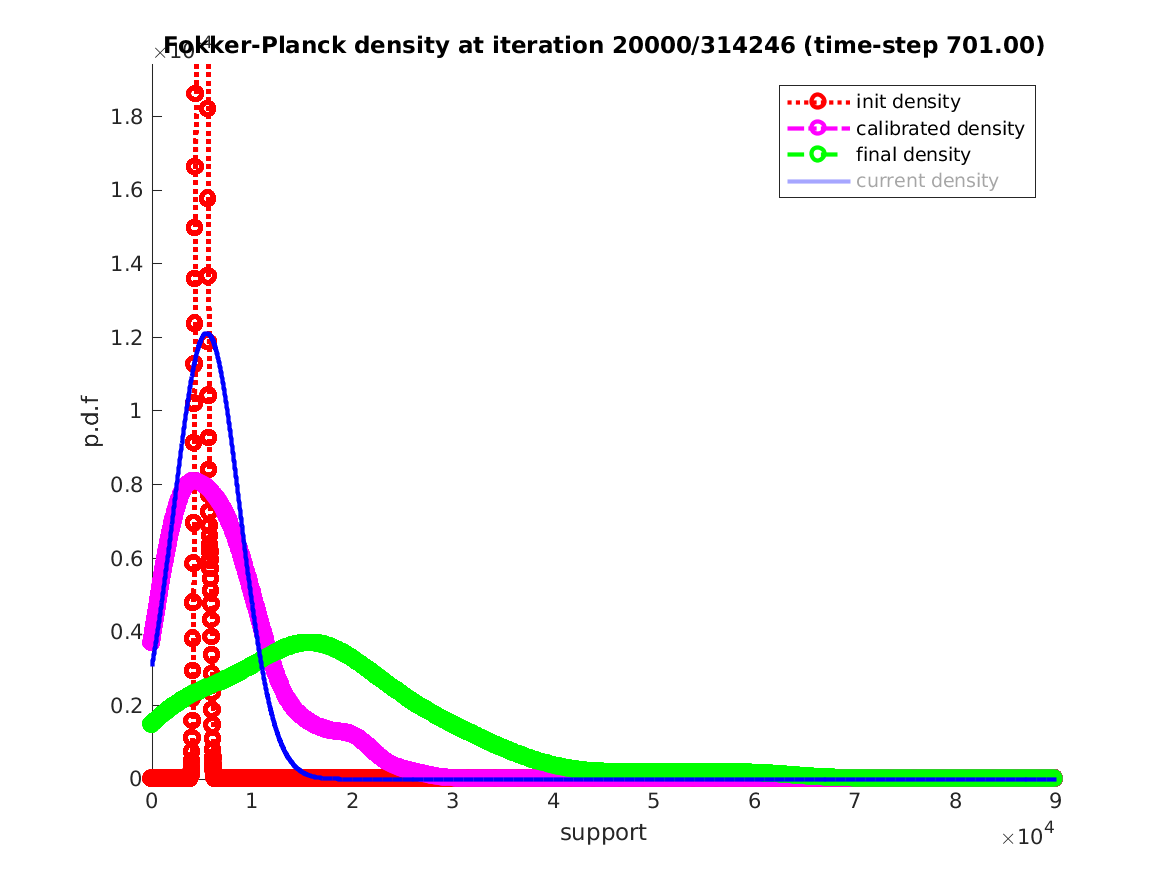 Fokker-Planck density at iteration 20000/314246 (time-step 701.00)
init density
calibrated density
final density
current density
1.8
1.6
1.4
1.2
1
0.8
0.6
0.4
0.2
0
p.d.f
0 1 2 3 4 5 6 7 8 9
support
×10⁴